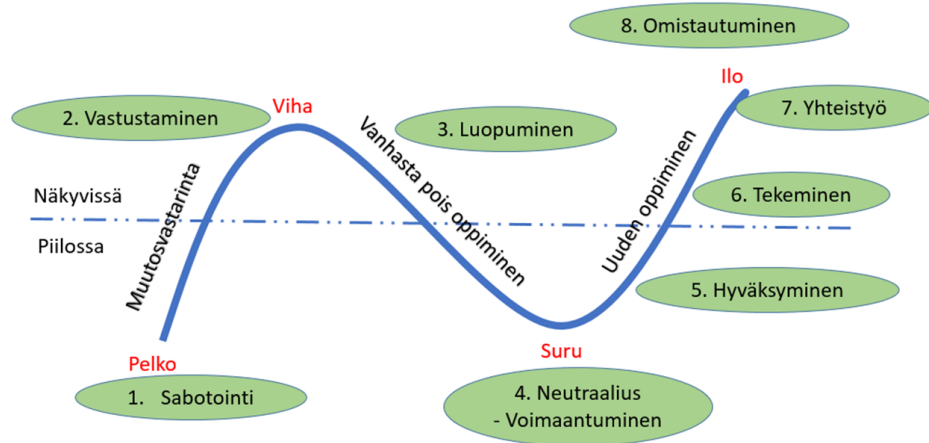 8. Omistautuminen
Ilo
Viha
7. Yhteistyö
2. Vastustaminen
3. Luopuminen
Muutosvastarinta
Vanhasta pois oppiminen
Uuden oppiminen
Näkyvissä
6. Tekeminen
Piilossa
5. Hyväksyminen
Pelko
Suru
1. Sabotointi
4. Neutraalius
- Voimaantuminen